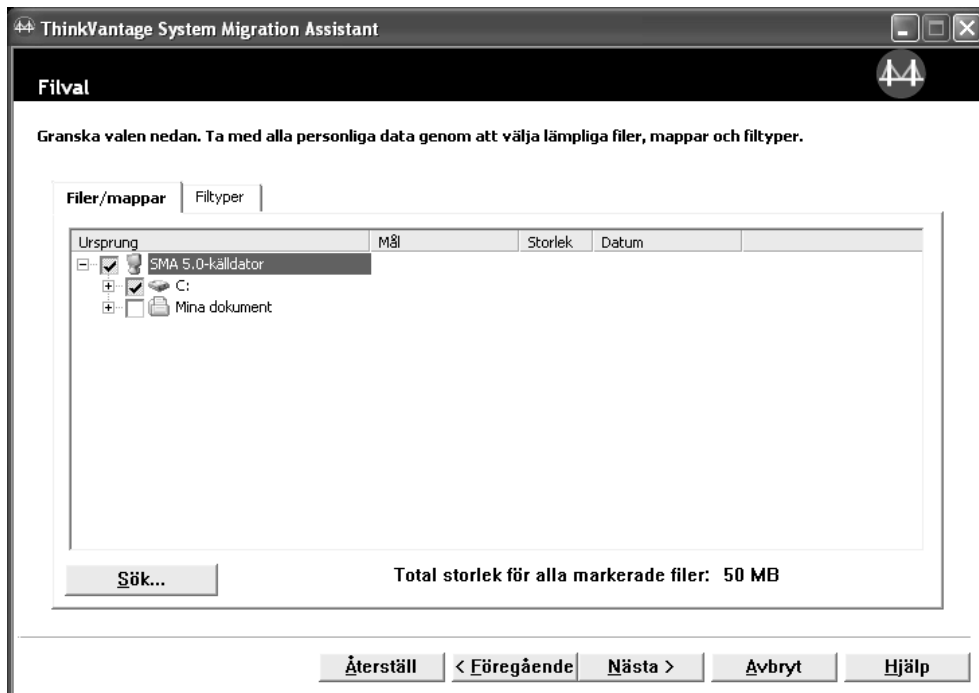 ThinkVantage System Migration Assistant
Filval
Granska valen nedan. Ta med alla personliga data genom att välja lämpliga filer, mappar och filtyper.
Filer/mappar Filtyper
Ursprung Mål Storlek Datum
SMA 5.0-källdator
C:
Mina dokument
Sök...
Total storlek för alla markerade filer: 50 MB
Återställ < Föregående Nästa > Avbryt Hjälp